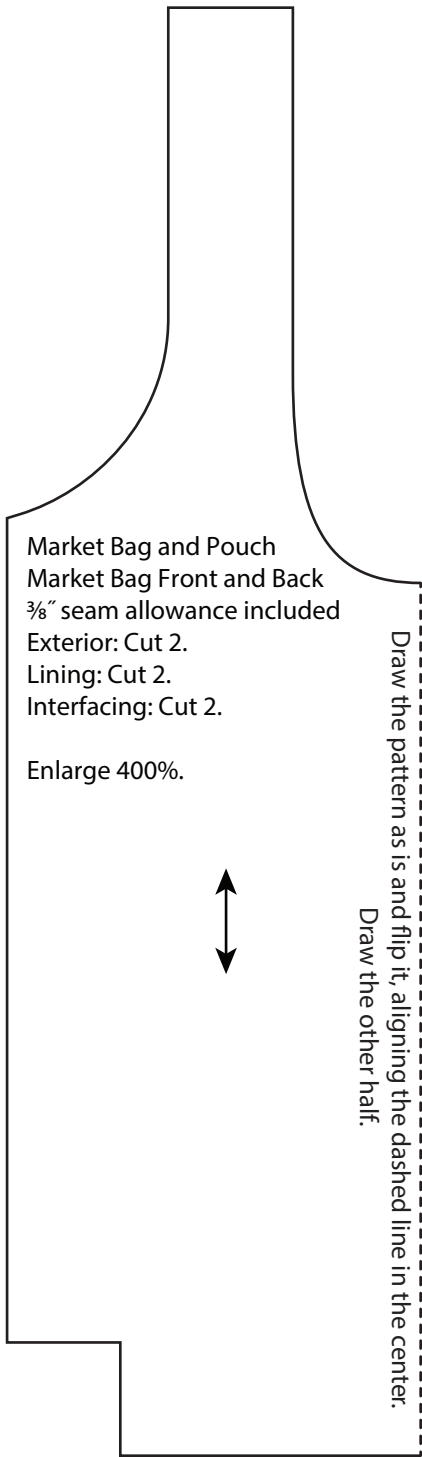 Market Bag and Pouch
Market Bag Front and Back
⅜˝ seam allowance included
Exterior: Cut 2.
Lining: Cut 2.
Interfacing: Cut 2.
Enlarge 400%.
Draw the pattern as is and flip it, aligning the dashed line in the center.
Draw the other half.